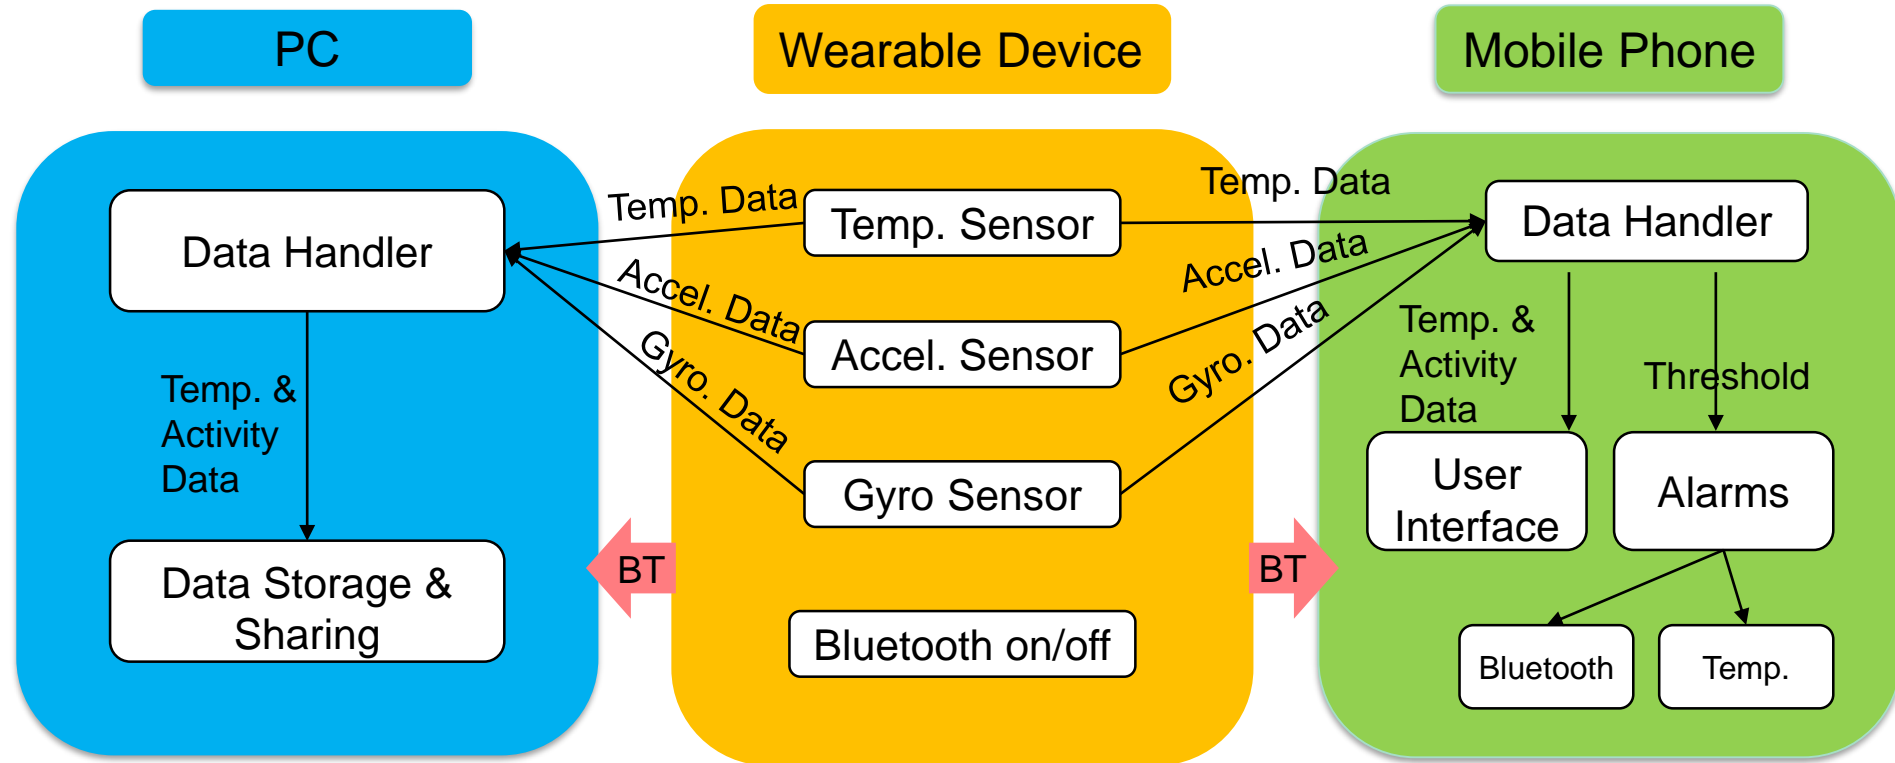 PC
Wearable Device
Mobile Phone
Data Handler
Temp. &
Activity
Data
Data Storage &
Sharing
Temp. Data
Accel. Data
Gyro. Data
BT
Temp. Sensor
Accel. Sensor
Gyro Sensor
Bluetooth on/off
Temp. Data
Accel. Data
Gyro. Data
BT
Data Handler
Temp. &
Activity
Data
Threshold
User
Interface
Alarms
Bluetooth
Temp.